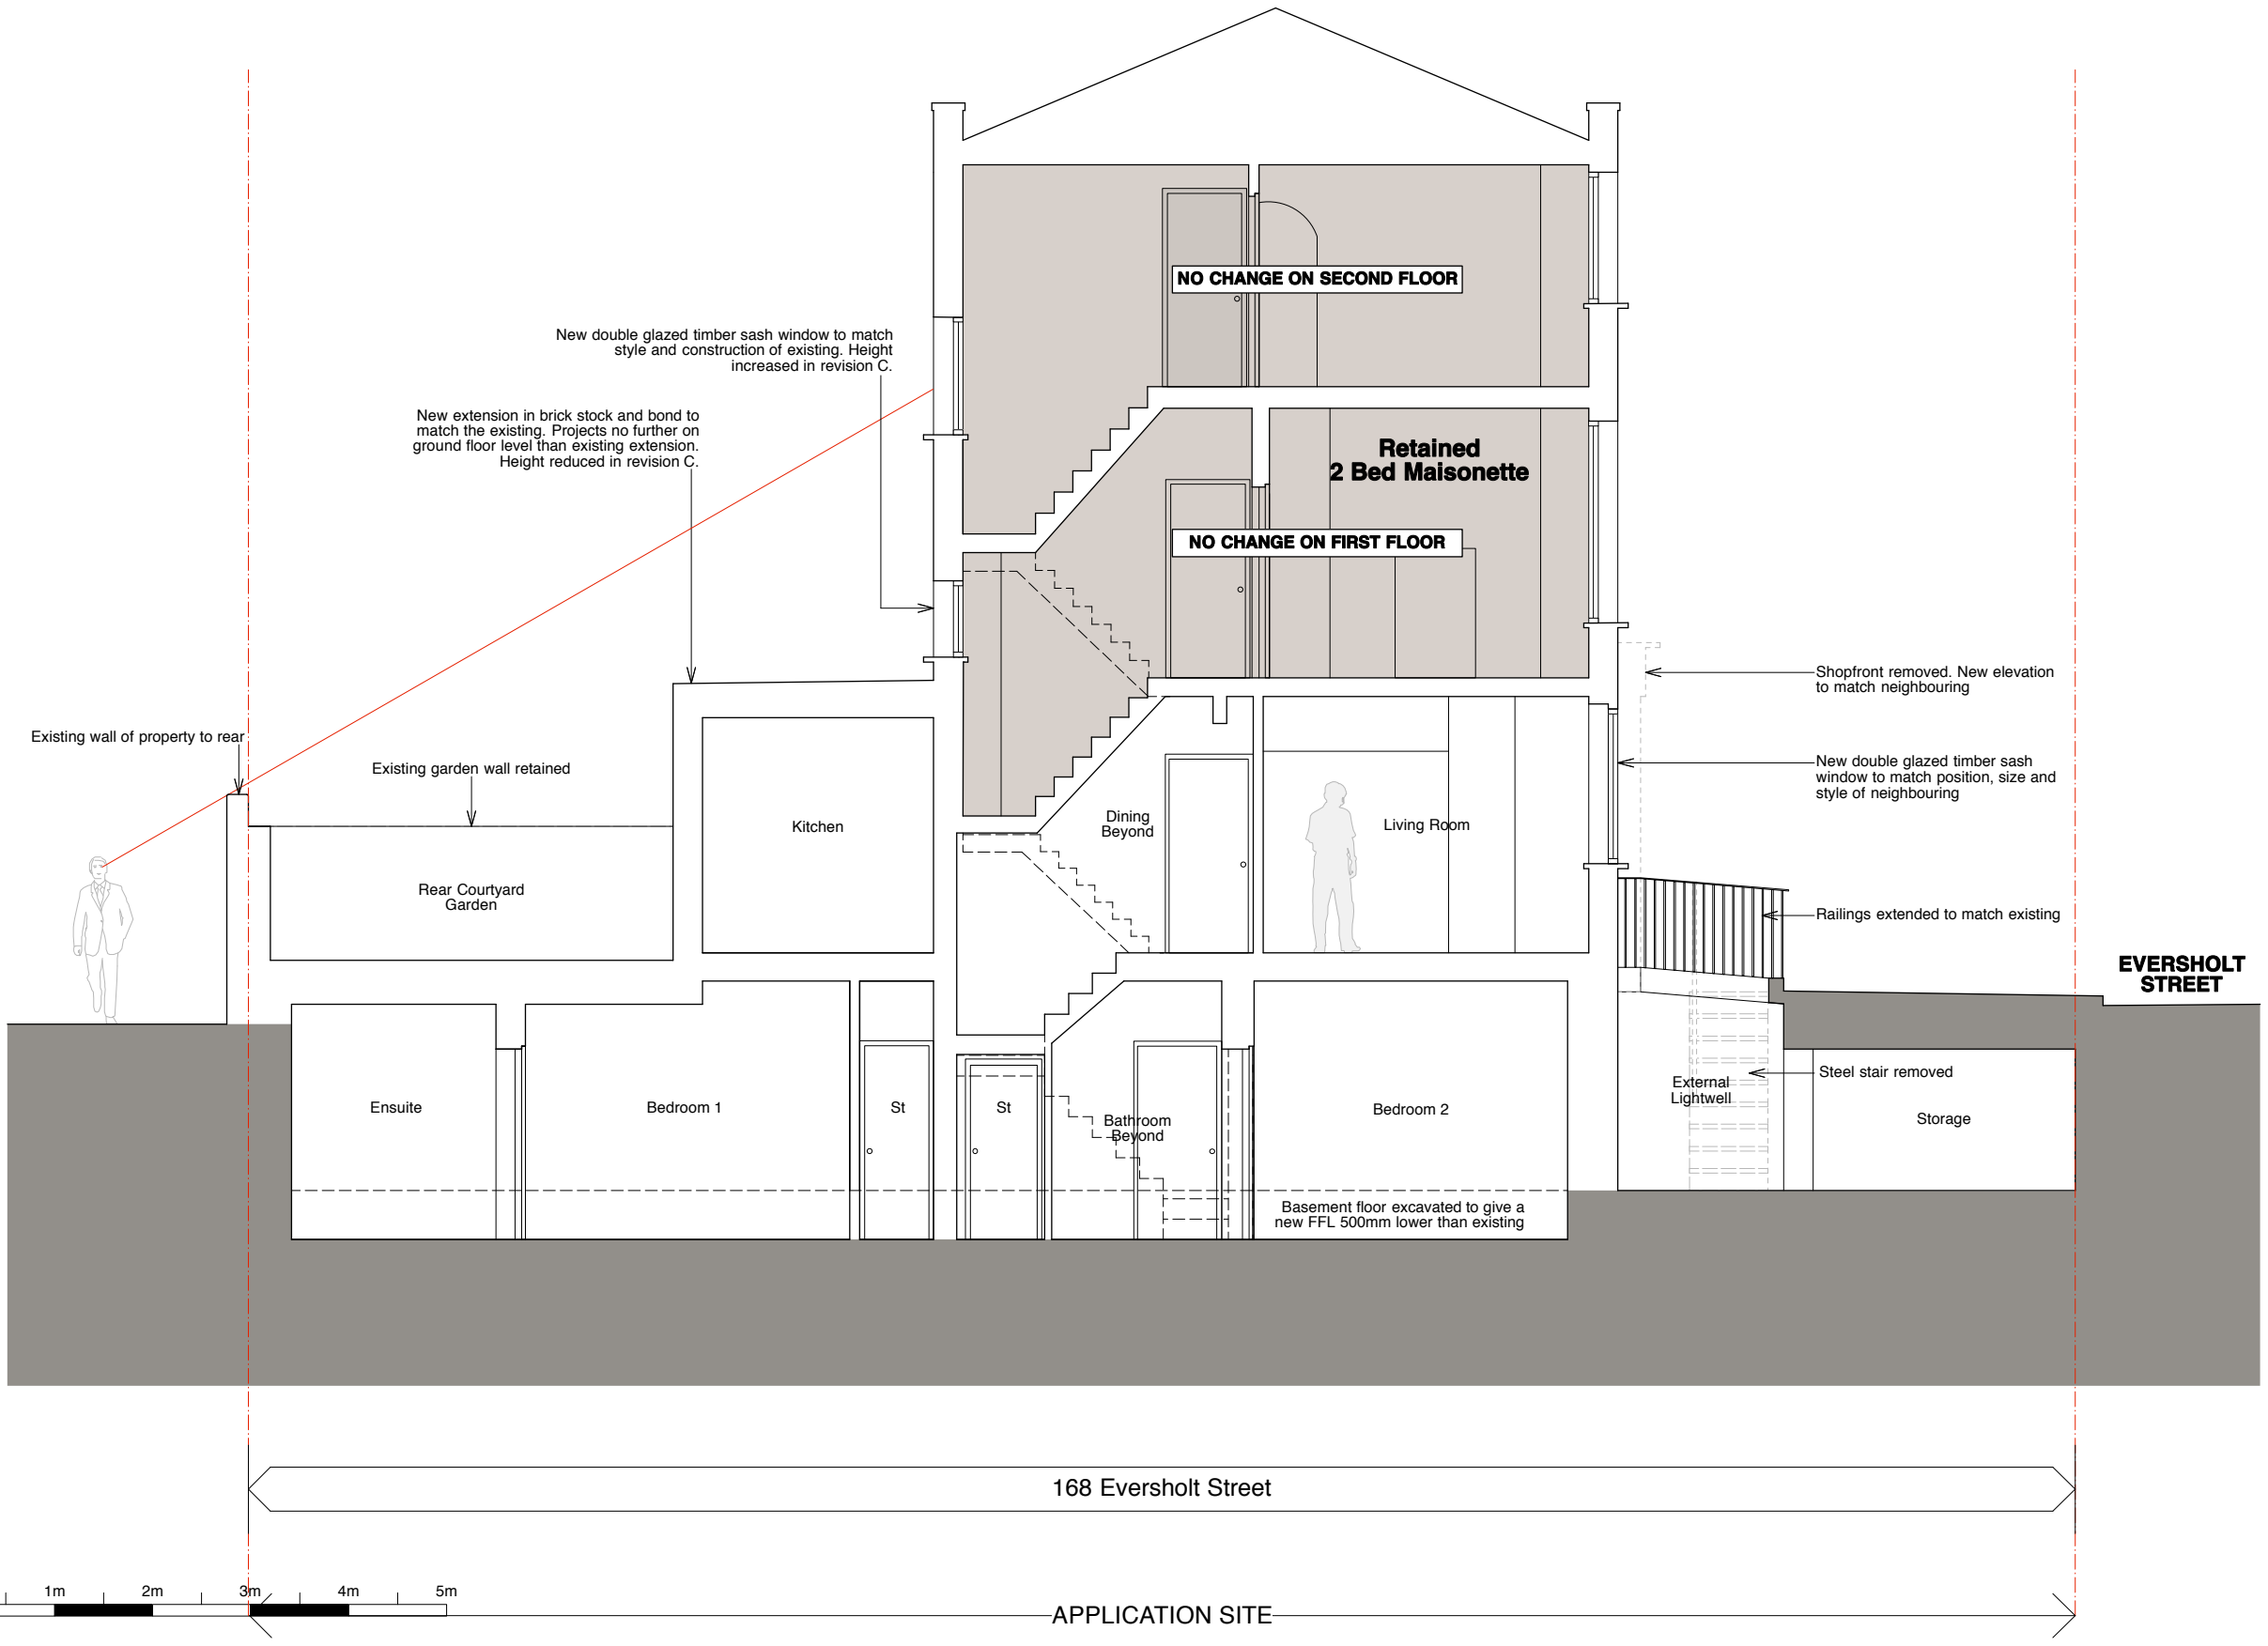 NO CHANGE ON SECOND FLOOR
New double glazed timber sash window to match
style and construction of existing. Height
increased in revision C.
New extension in brick stock and bond to
match the existing. Projects no further on
ground floor level than existing extension.
Height reduced in revision C.
Retained
2 Bed Maisonette
NO CHANGE ON FIRST FLOOR
Shopfront removed. New elevation
to match neighbouring
Existing wall of property to rear
Existing garden wall retained
New double glazed timber sash
window to match position, size and
style of neighbouring
Kitchen
Dining
Beyond
Living Room
Rear Courtyard
Garden
Railings extended to match existing
EVERSHOLT
STREET
Steel stair removed
External
Lightwell
Storage
Ensuite
Bedroom 1
St
St
Bathroom
Beyond
Bedroom 2
Basement floor excavated to give a
new FFL 500mm lower than existing
168 Eversholt Street
1m 2m 3m 4m 5m
APPLICATION SITE